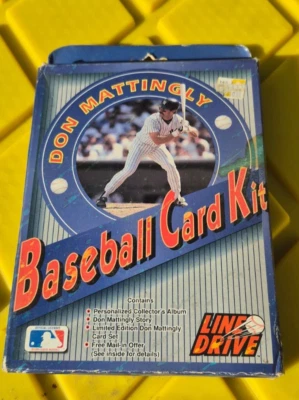 DON MATTINGLY
Baseball Card Kit
Contains
• Personalized Collector's Album
• Don Mattingly Story
• Limited Edition Don Mattingly
Card Set
• Free Mail in Offer
(See inside for details)
LINE
DRIVE